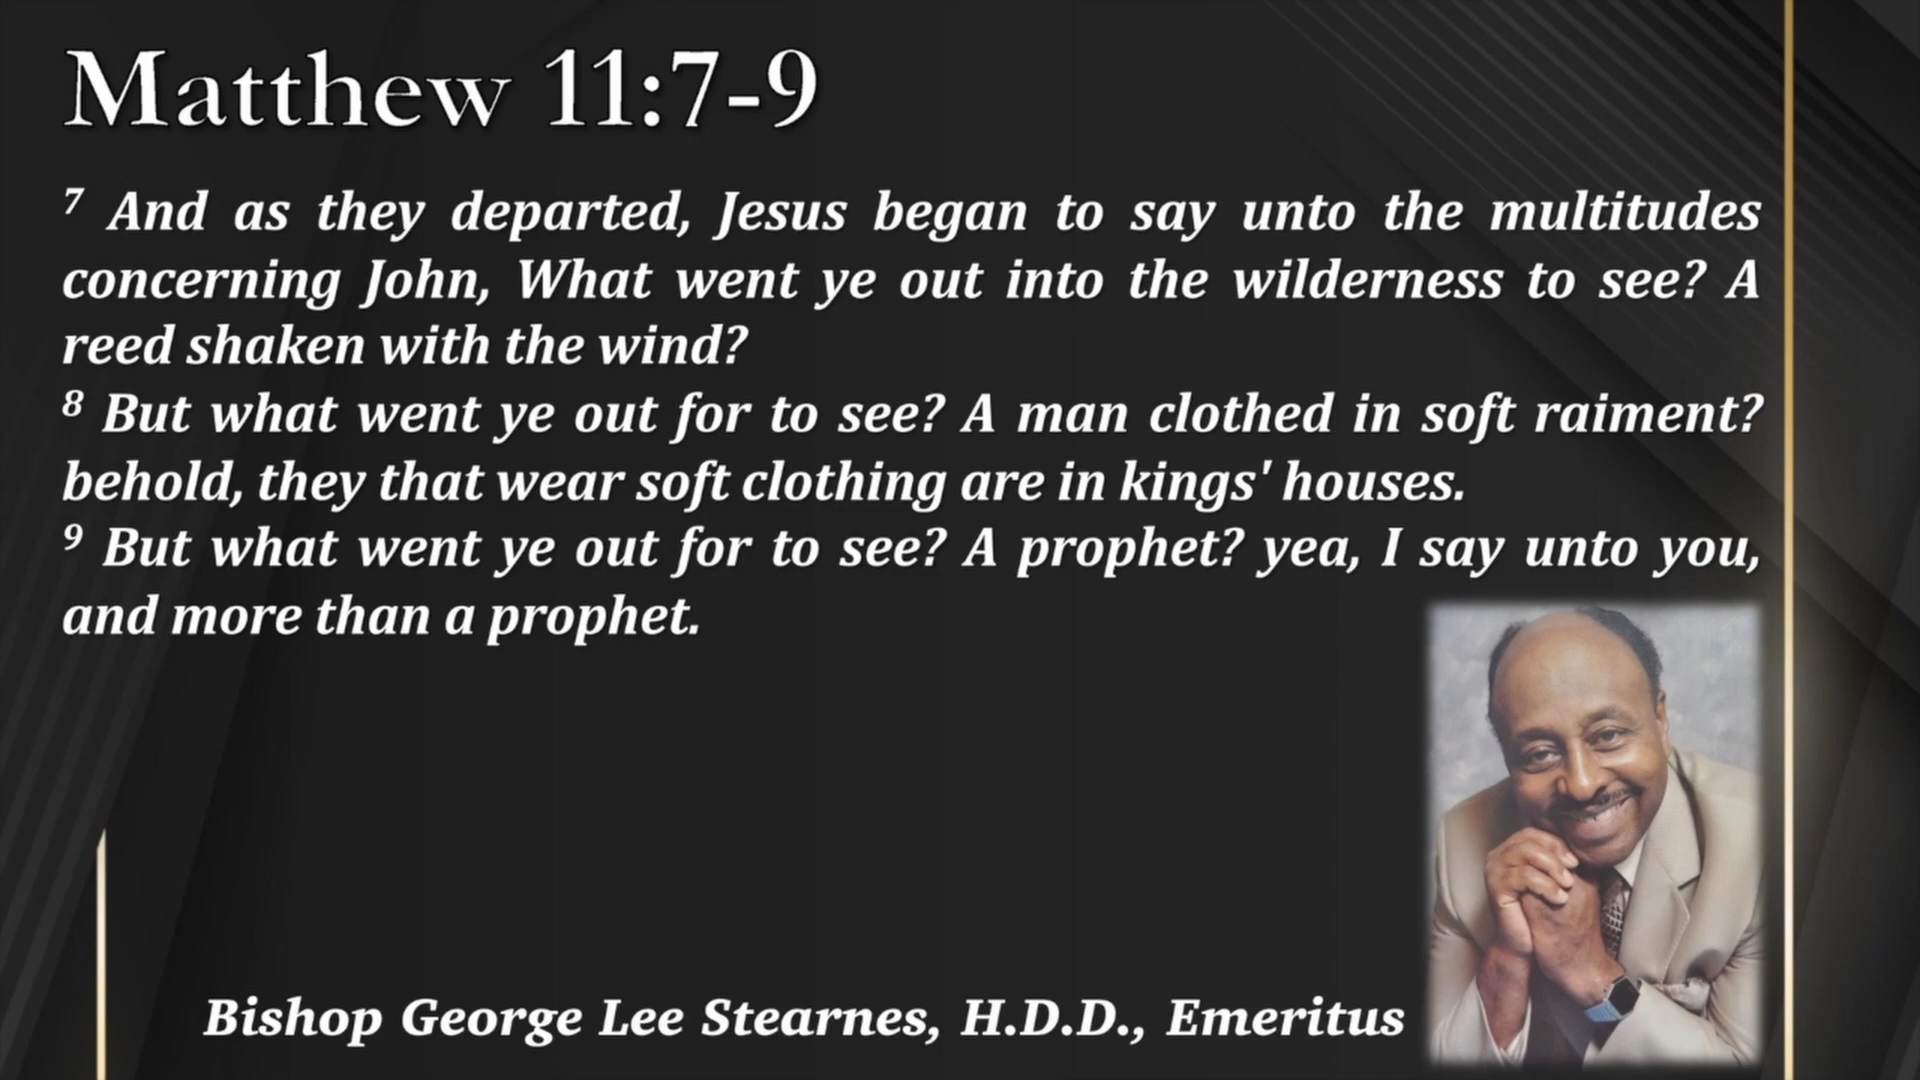 Matthew 11:7-9
7 And as they departed, Jesus began to say unto the multitudes
concerning John, What went ye out into the wilderness to see? A
reed shaken with the wind?
8 But what went ye out for to see? A man clothed in soft raiment?
behold, they that wear soft clothing are in kings' houses.
9 But what went ye out for to see? A prophet? yea, I say unto you,
and more than a prophet.
Bishop George Lee Stearnes, H.D.D., Emeritus